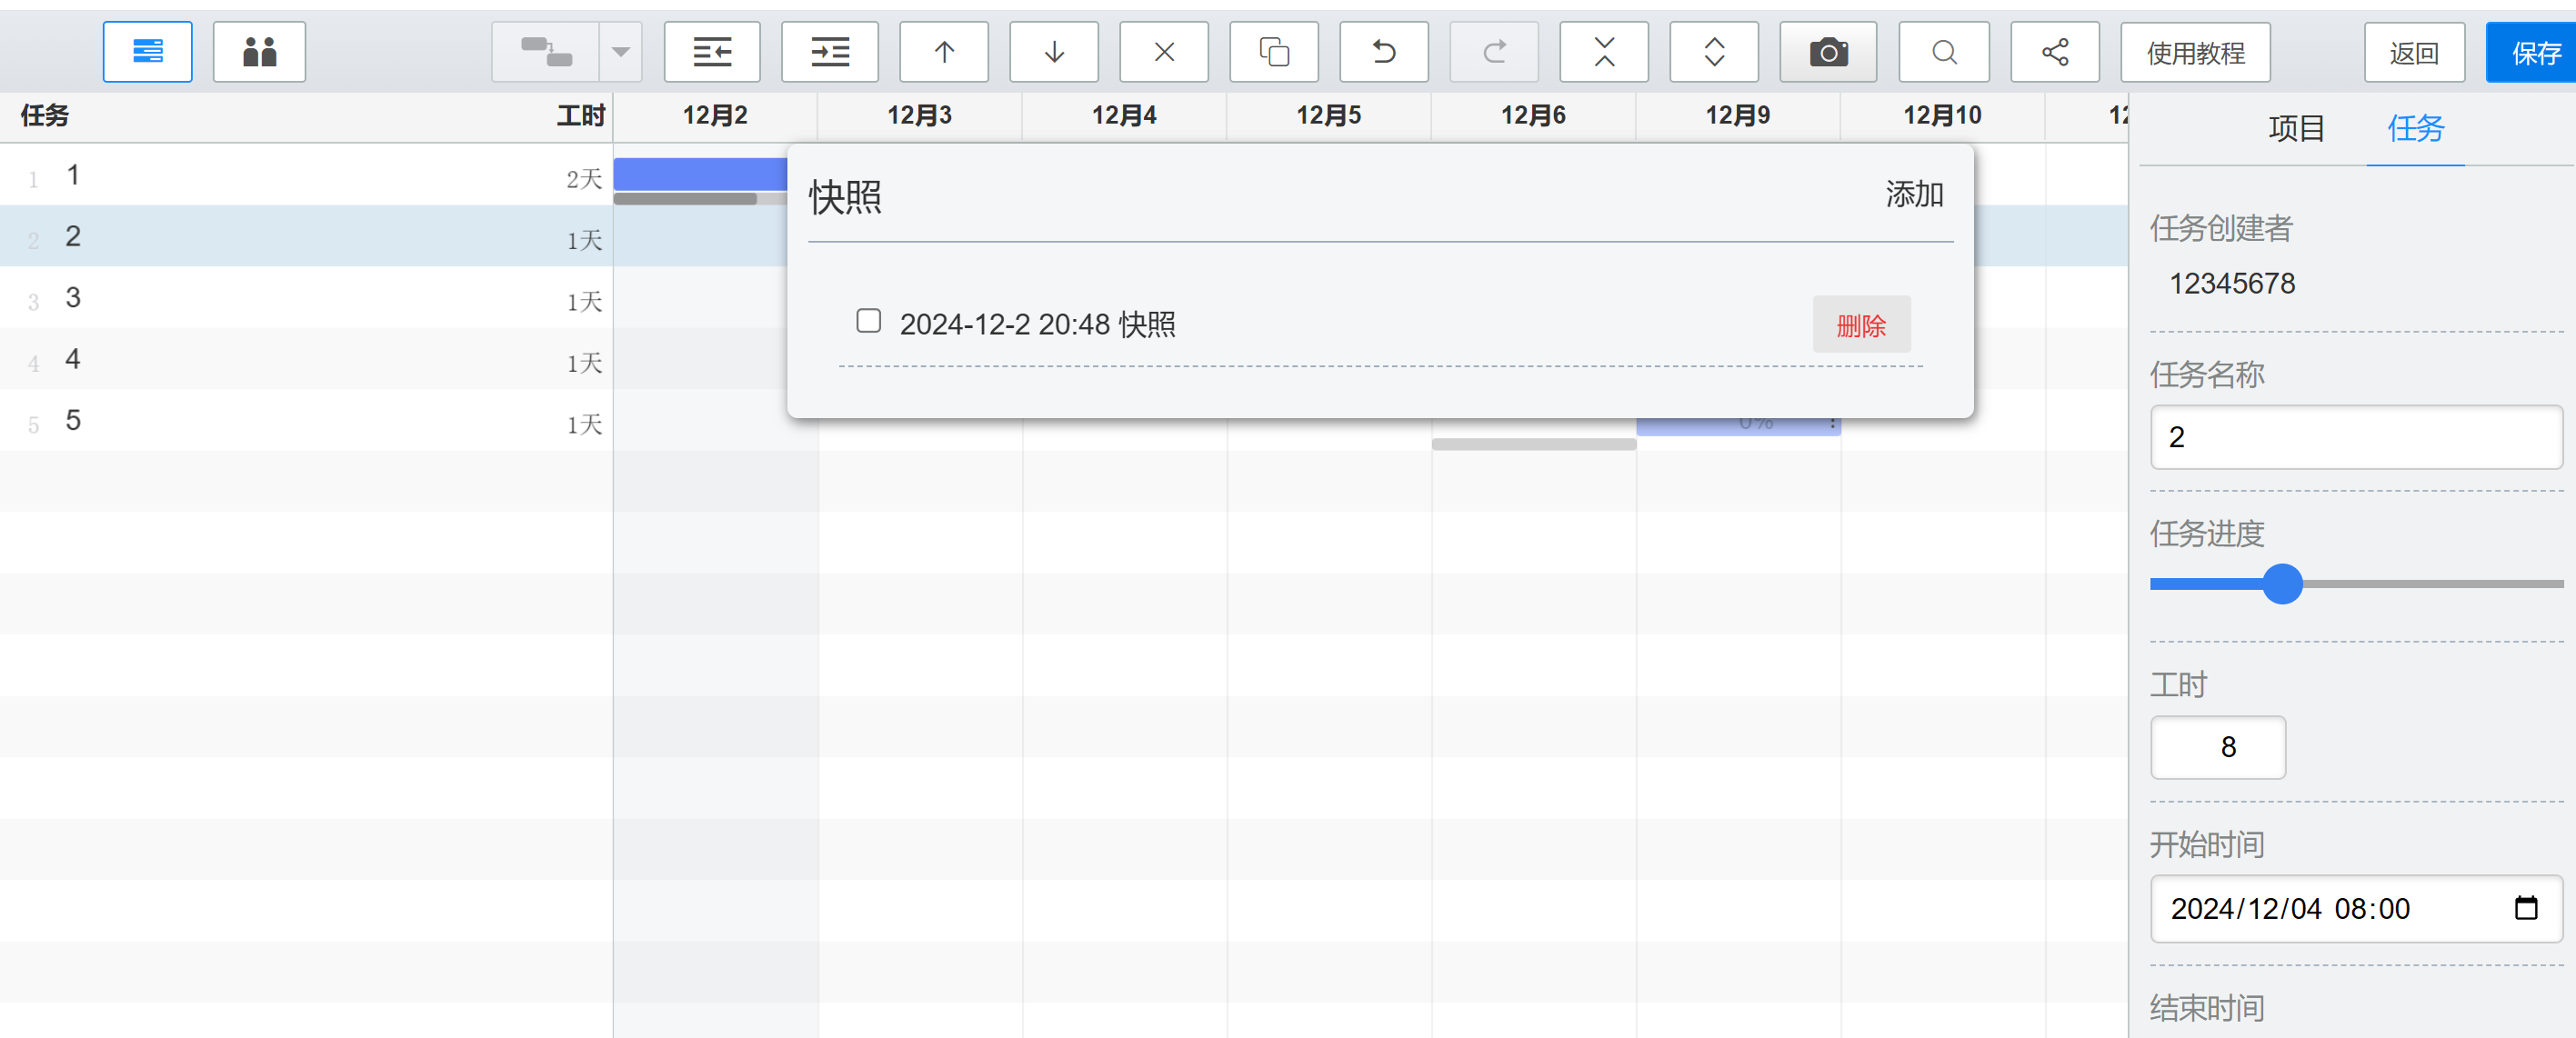 使用教程 返回 保存
任务 工时 12月2 12月3 12月4 12月5 12月6 12月9 12月10
项目 任务
1 1 2天
2 2 1天
3 3 1天
4 4 1天
5 5 1天
快照 添加
2024-12-2 20:48 快照 删除
0%
任务创建者
12345678
任务名称
2
任务进度
工时
8
开始时间
2024/12/04 08:00
结束时间